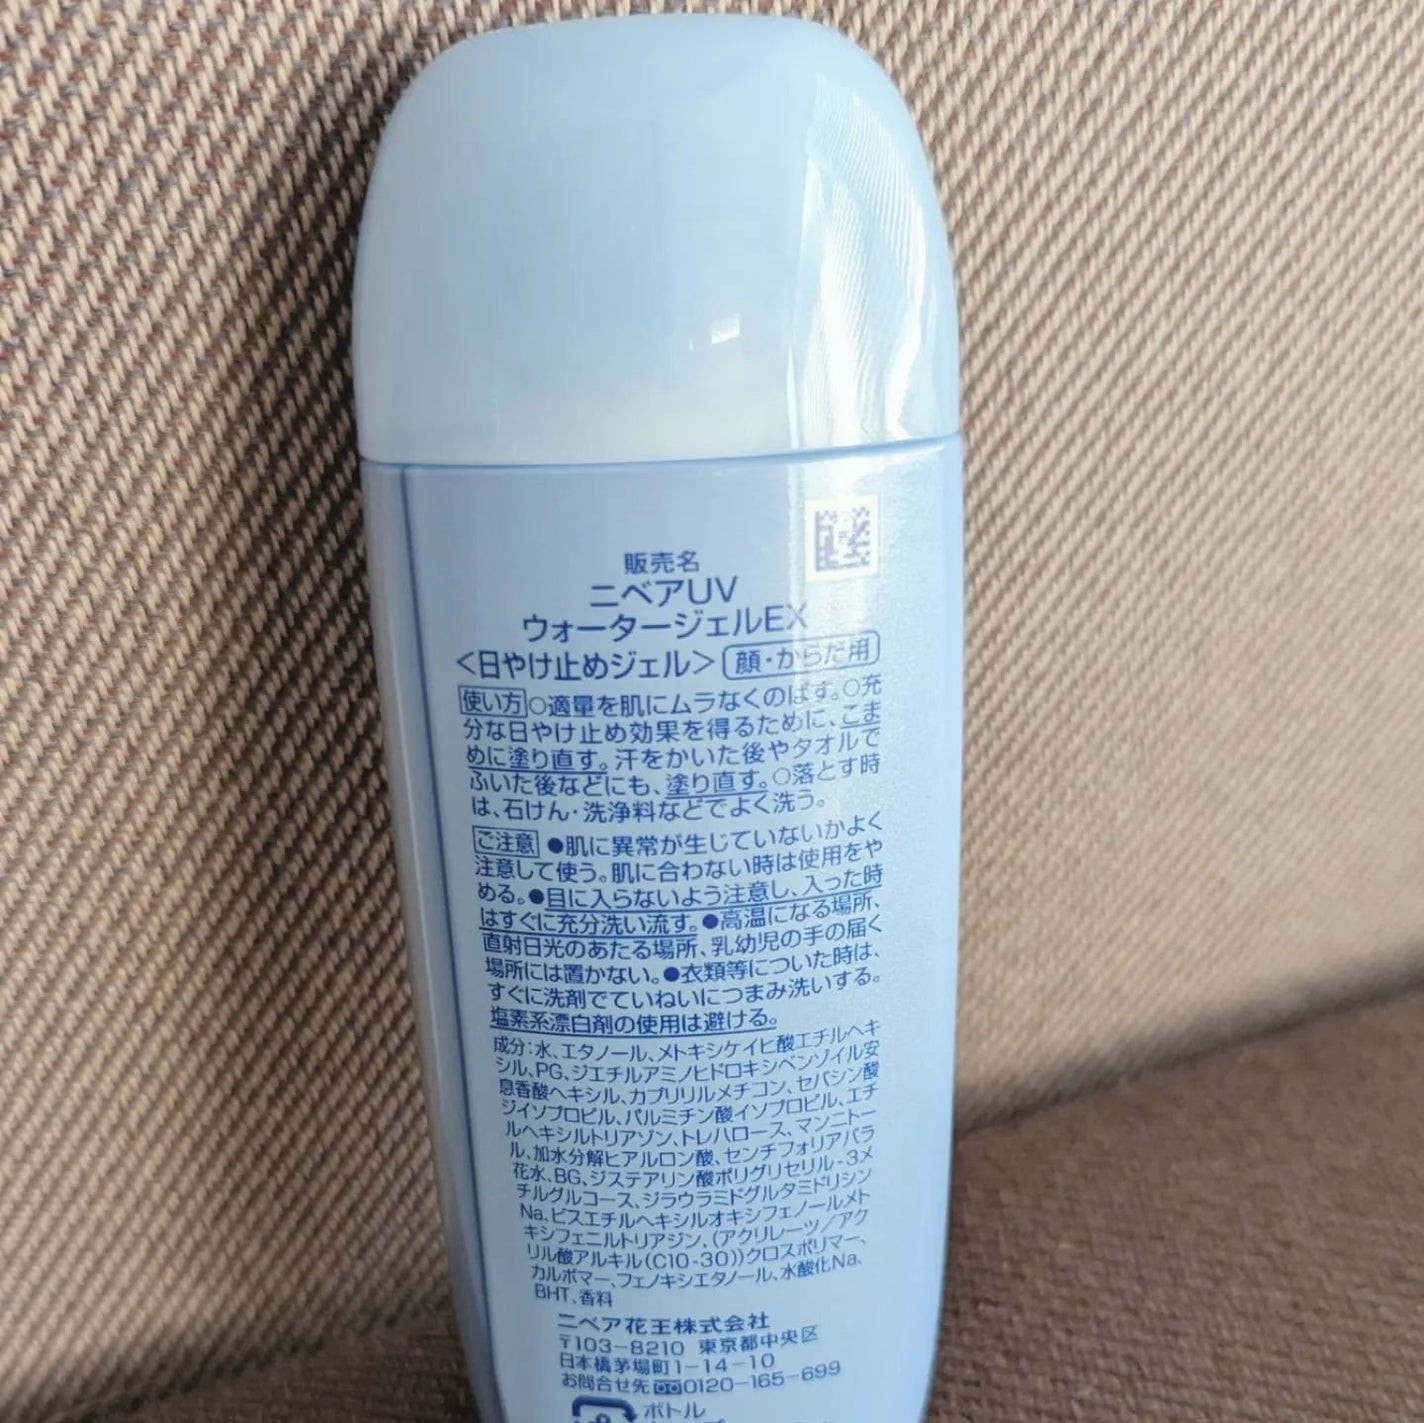 販売名
ニベアUV
ウォータージェルEX
<日やけ止めジェル> 顔・からだ用
使い方○適量を肌にムラなくのばす。○充
分な日やけ止め効果を得るために、こま
めに塗り直す。汗をかいた後やタオルで
ふいた後などにも、塗り直す。○落とす時
は、石けん・洗浄料などでよく洗う。
ご注意 ●肌に異常が生じていないかよく
注意して使う。肌に合わない時は使用をや
める。●目に入らないよう注意し、入った時
はすぐに充分洗い流す。●高温になる場所、
直射日光のあたる場所、乳幼児の手の届く
場所には置かない。●衣類等についた時は、
すぐに洗剤でていねいにつまみ洗いする。
塩素系漂白剤の使用は避ける。
成分:水、エタノール、メトキシケイヒ酸エチルヘキ
シル、PG、ジエチルアミノヒドロキシベンゾイル安
息香酸ヘキシル、カプリリルメチコン、セバシン酸
ジイソプロピル、パルミチン酸イソプロピル、エチ
ルヘキシルトリアゾン、トレハロース、マンニトー
ル、加水分解ヒアルロン酸、センチフォリアバラ
花水、BG、ジステアリン酸ポリグリセリル-3メ
チルグルコース、ジラウラミドグルタミドリシン
Na、ビスエチルヘキシルオキシフェノールメト
キシフェニルトリアジン、(アクリレーツ/アク
リル酸アルキル(C10-30))クロスポリマー、
カルボマー、フェノキシエタノール、水酸化Na、
BHT、香料
ニベア花王株式会社
〒103-8210 東京都中央区
日本橋茅場町1-14-10
お問合せ先 0120-165-699
ボトル